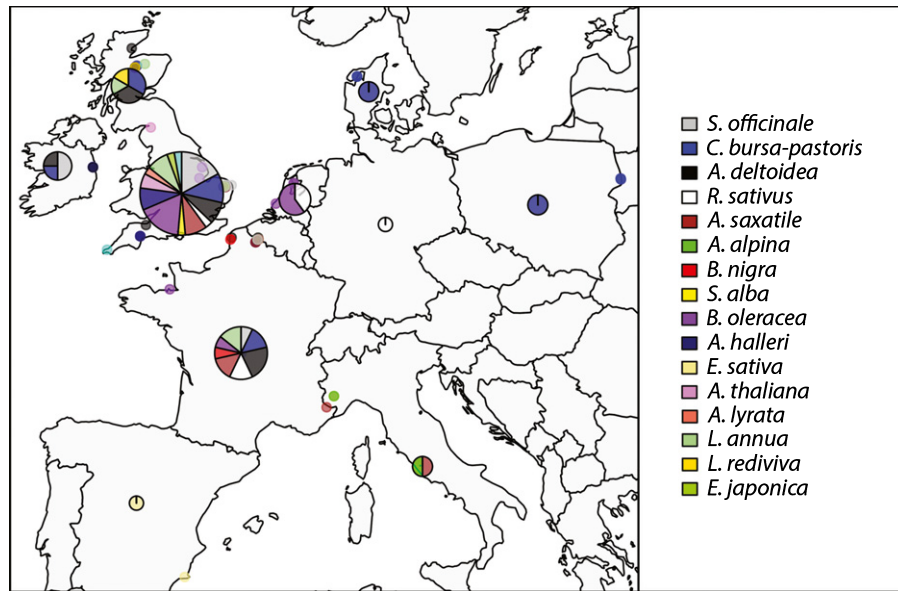 S. officinale
C. bursa-pastoris
A. deltoidea
R. sativus
A. saxatile
A. alpina
B. nigra
S. alba
B. oleracea
A. halleri
E. sativa
A. thaliana
A. lyrata
L. annua
L. rediviva
E. japonica